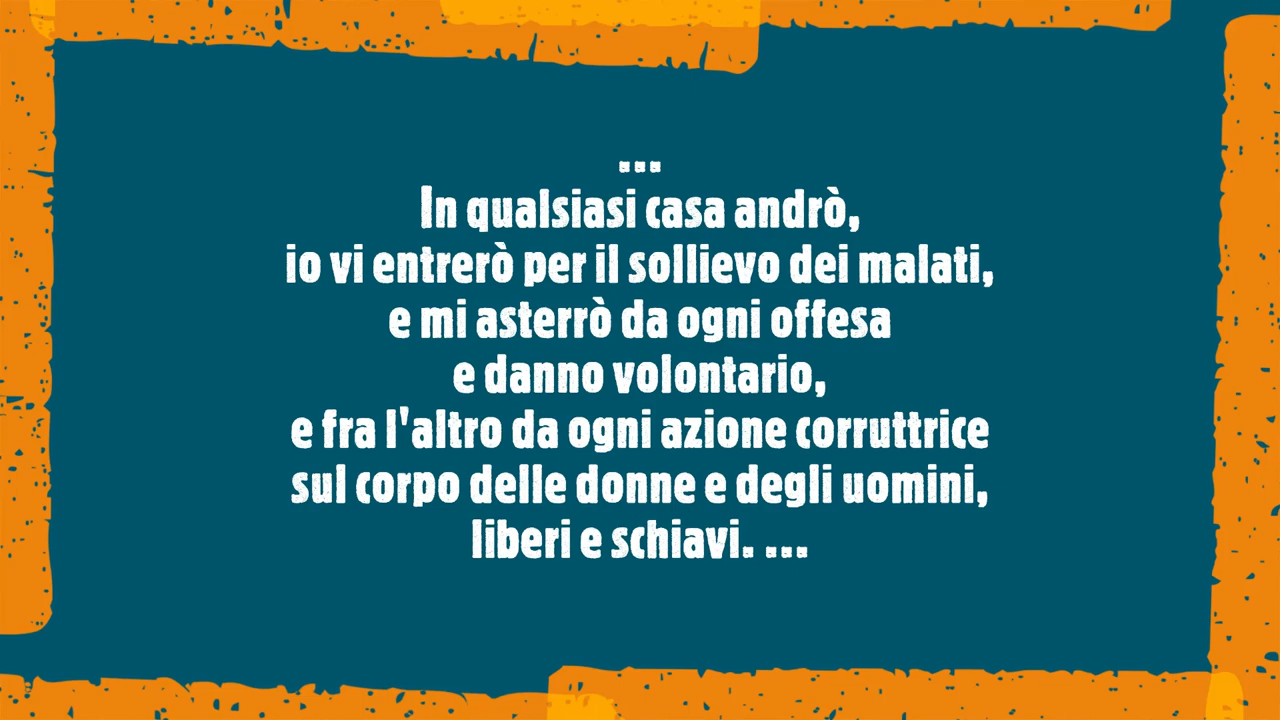 ...
In qualsiasi casa andrò,
io vi entrerò per il sollievo dei malati,
e mi asterrò da ogni offesa
e danno volontario,
e fra l'altro da ogni azione corruttrice
sul corpo delle donne e degli uomini,
liberi e schiavi. ...